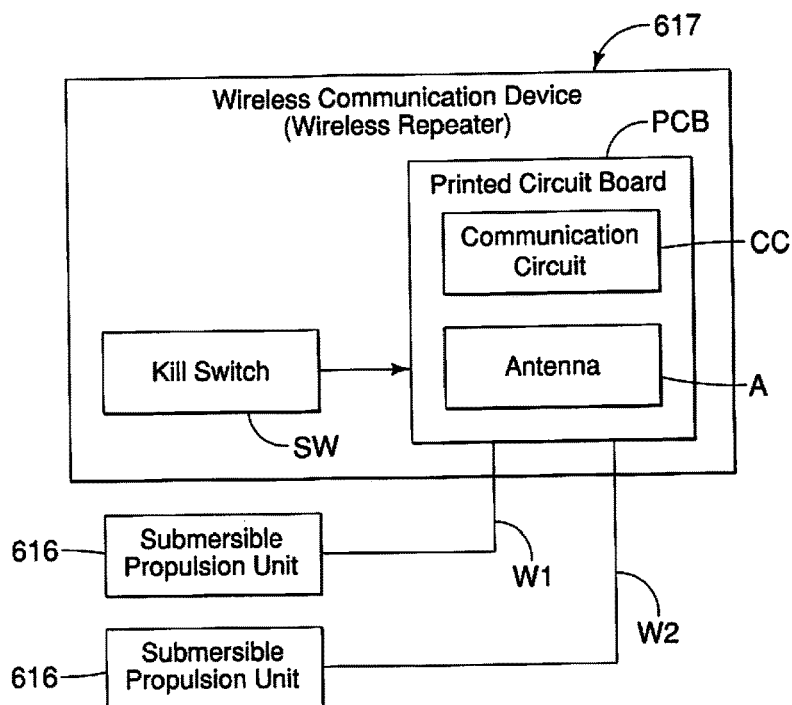 617
Wireless Communication Device
(Wireless Repeater)
PCB
Printed Circuit Board
Communication
Circuit
CC
Kill Switch
Antenna
A
SW
616
Submersible
Propulsion Unit
W1
W2
616
Submersible
Propulsion Unit